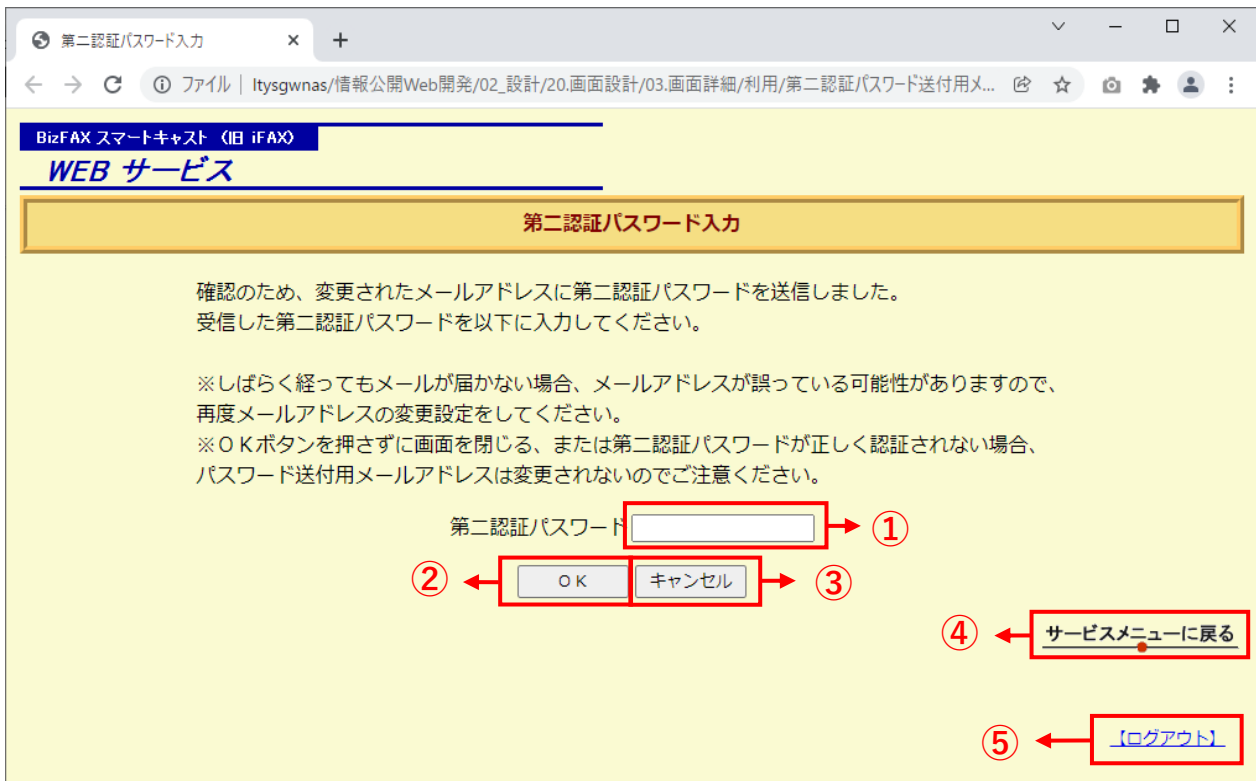 第二認証パスワード入力
ファイル | ltysgwnas/情報公開Web開発/02_設計/20.画面設計/03.画面詳細/利用/第二認証パスワード送付用メ...
BizFAX スマートキャスト（旧 iFAX）
WEB サービス
第二認証パスワード入力
確認のため、変更されたメールアドレスに第二認証パスワードを送信しました。
受信した第二認証パスワードを以下に入力してください。
※しばらく経ってもメールが届かない場合、メールアドレスが誤っている可能性がありますので、
再度メールアドレスの変更設定をしてください。
※ＯＫボタンを押さずに画面を閉じる、または第二認証パスワードが正しく認証されない場合、
パスワード送付用メールアドレスは変更されないのでご注意ください。
第二認証パスワード ①
② ＯＫ キャンセル ③
④ サービスメニューに戻る
⑤ 【ログアウト】